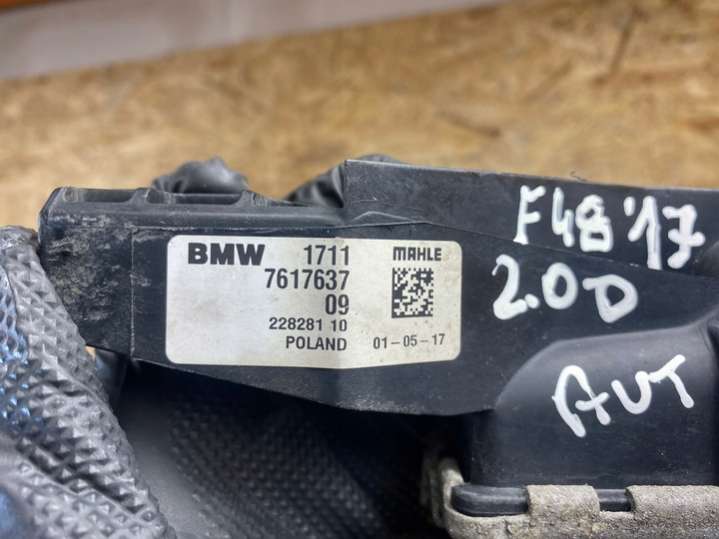 BMW 1711 MAHLE
7617637
09
228281 10
POLAND 01-05-17
F48 '17
2.0D
AUT